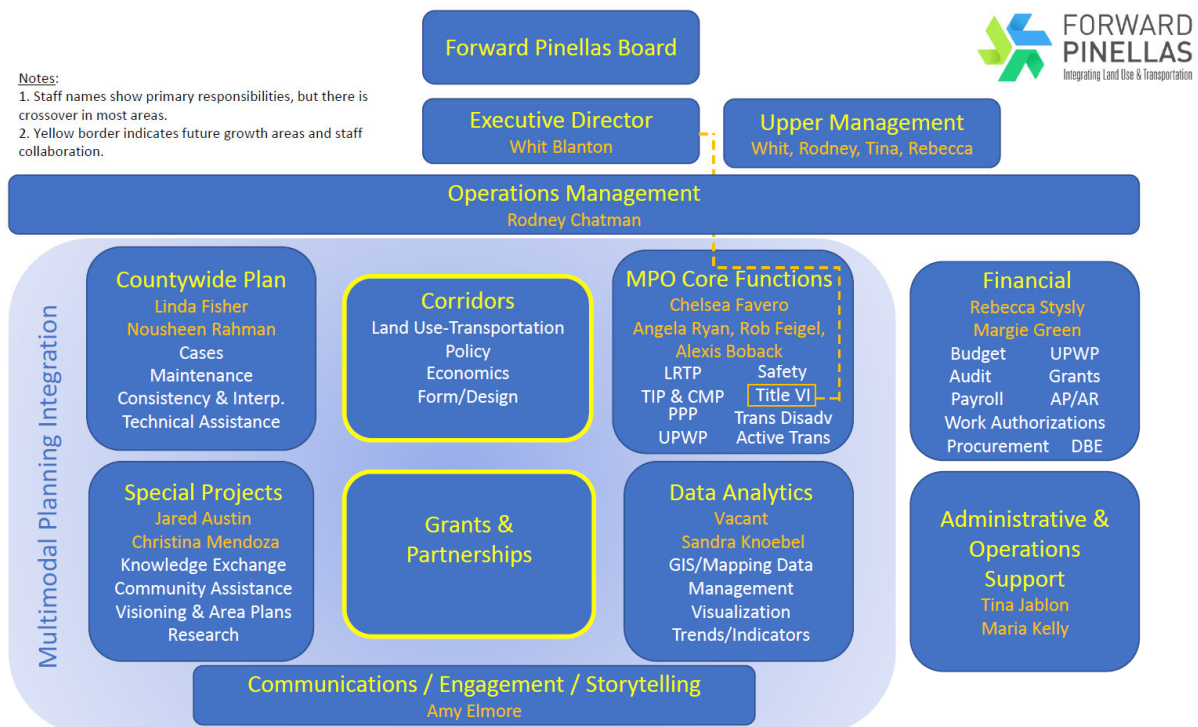 Forward Pinellas Board
FORWARD
PINELLAS
Integrating Land Use & Transportation
Notes:
1. Staff names show primary responsibilities, but there is
crossover in most areas.
2. Yellow border indicates future growth areas and staff
collaboration.
Executive Director
Whit Blanton
Upper Management
Whit, Rodney, Tina, Rebecca
Operations Management
Rodney Chatman
Multimodal Planning Integration
Countywide Plan
Linda Fisher
Nousheen Rahman
Cases
Maintenance
Consistency & Interp.
Technical Assistance
Corridors
Land Use-Transportation
Policy
Economics
Form/Design
MPO Core Functions
Chelsea Favero
Angela Ryan, Rob Feigel,
Alexis Boback
LRTP Safety
TIP & CMP Title VI
PPP Trans Disadv
UPWP Active Trans
Financial
Rebecca Stysly
Margie Green
Budget UPWP
Audit Grants
Payroll AP/AR
Work Authorizations
Procurement DBE
Special Projects
Jared Austin
Christina Mendoza
Knowledge Exchange
Community Assistance
Visioning & Area Plans
Research
Grants &
Partnerships
Data Analytics
Vacant
Sandra Knoebel
GIS/Mapping Data
Management
Visualization
Trends/Indicators
Administrative &
Operations
Support
Tina Jablon
Maria Kelly
Communications / Engagement / Storytelling
Amy Elmore